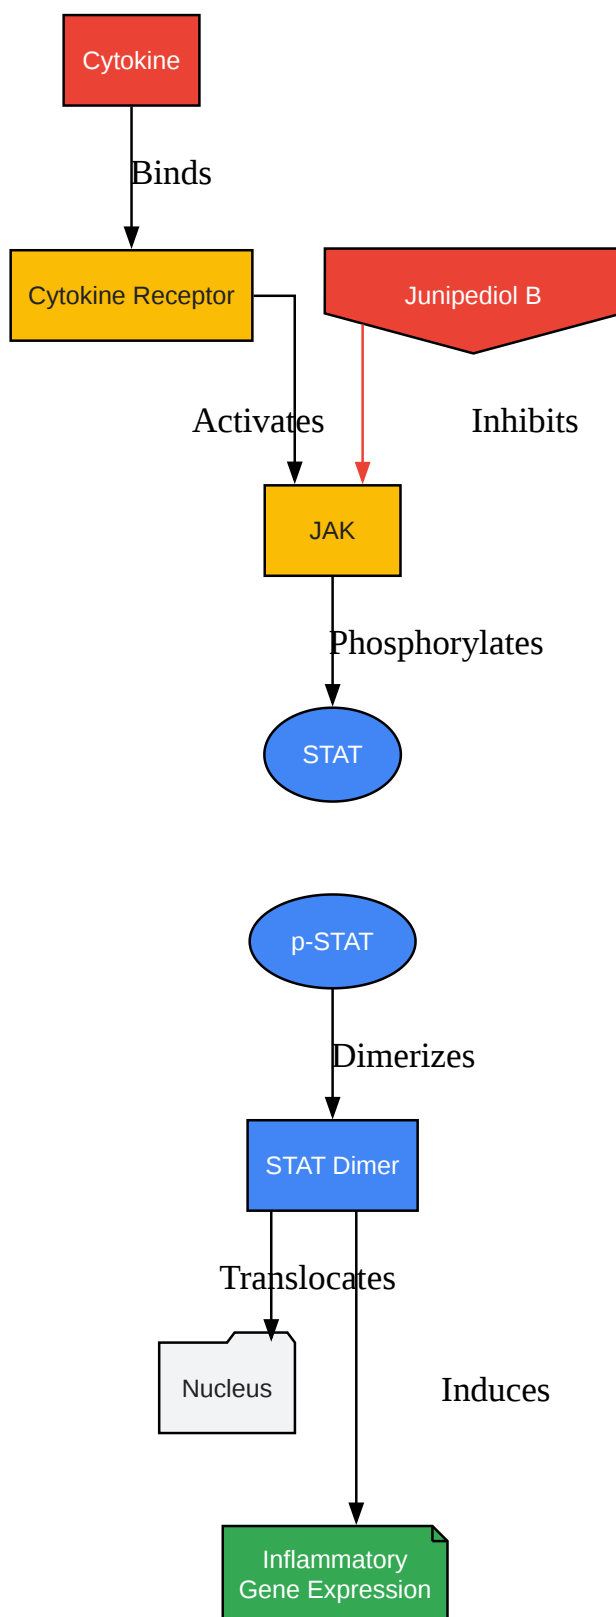 Cytokine
Binds
Cytokine Receptor
Junipediol B
Activates
Inhibits
JAK
Phosphorylates
STAT
p-STAT
Dimerizes
STAT Dimer
Translocates
Nucleus
Induces
Inflammatory
Gene Expression